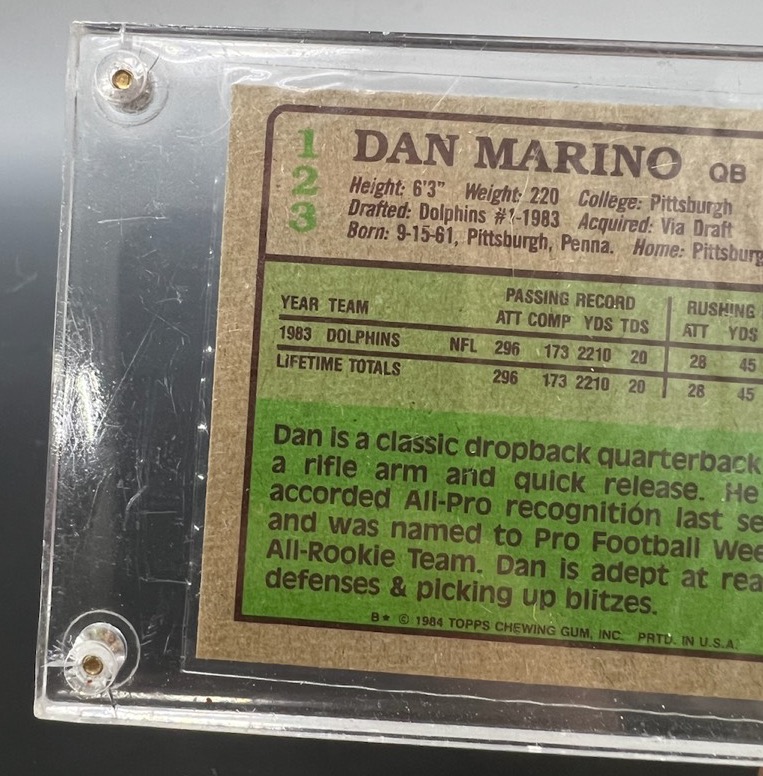 123
DAN MARINO QB
Height: 6'3" Weight: 220 College: Pittsburgh
Drafted: Dolphins #1-1983 Acquired: Via Draft
Born: 9-15-61, Pittsburgh, Penna. Home: Pittsburg
PASSING RECORD RUSHING
YEAR TEAM ATT COMP YDS TDS ATT YDS
1983 DOLPHINS NFL 296 173 2210 20 28 45
LIFETIME TOTALS 296 173 2210 20 28 45
Dan is a classic dropback quarterback
a rifle arm and quick release. He
accorded All-Pro recognition last se
and was named to Pro Football Wee
All-Rookie Team. Dan is adept at rea
defenses & picking up blitzes.
B* © 1984 TOPPS CHEWING GUM, INC. PRTD. IN U.S.A.